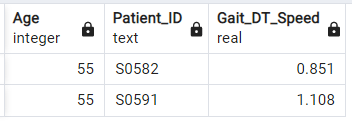 Age Patient_ID Gait_DT_Speed
integer text real
55 S0582 0.851
55 S0591 1.108